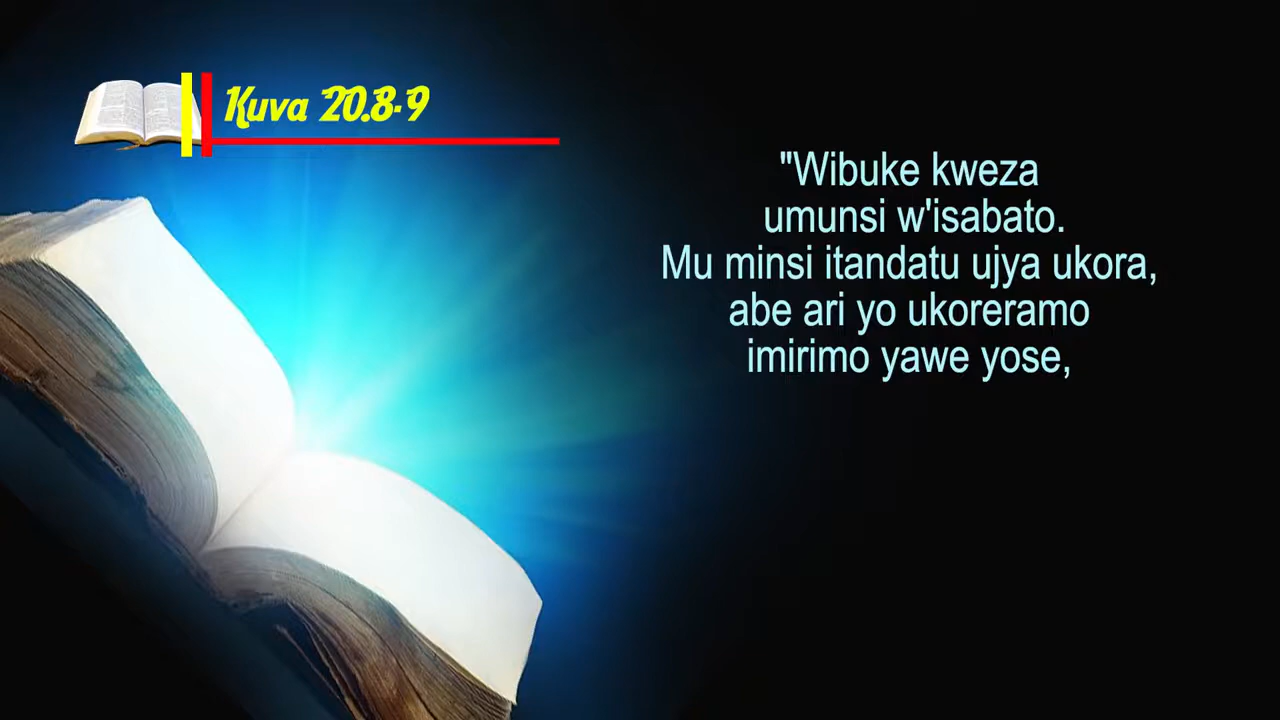 Kuva 20.8-9
"Wibuke kweza
umunsi w'isabato.
Mu minsi itandatu ujya ukora,
abe ari yo ukoreramo
imirimo yawe yose,